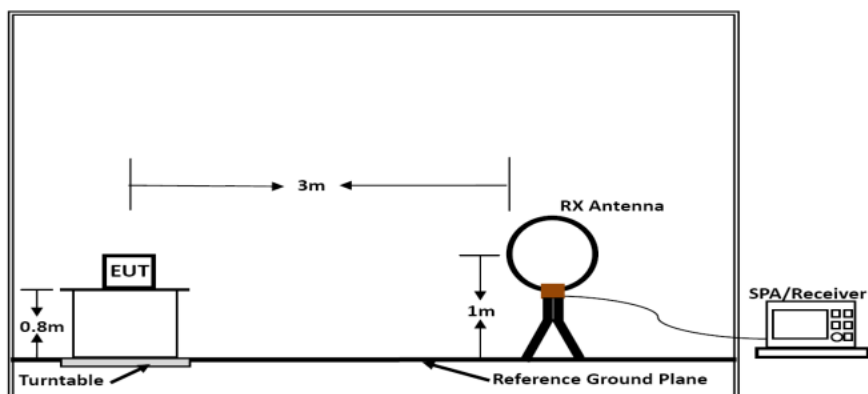 3m
RX Antenna
EUT
SPA/Receiver
0.8m
1m
Turntable
Reference Ground Plane